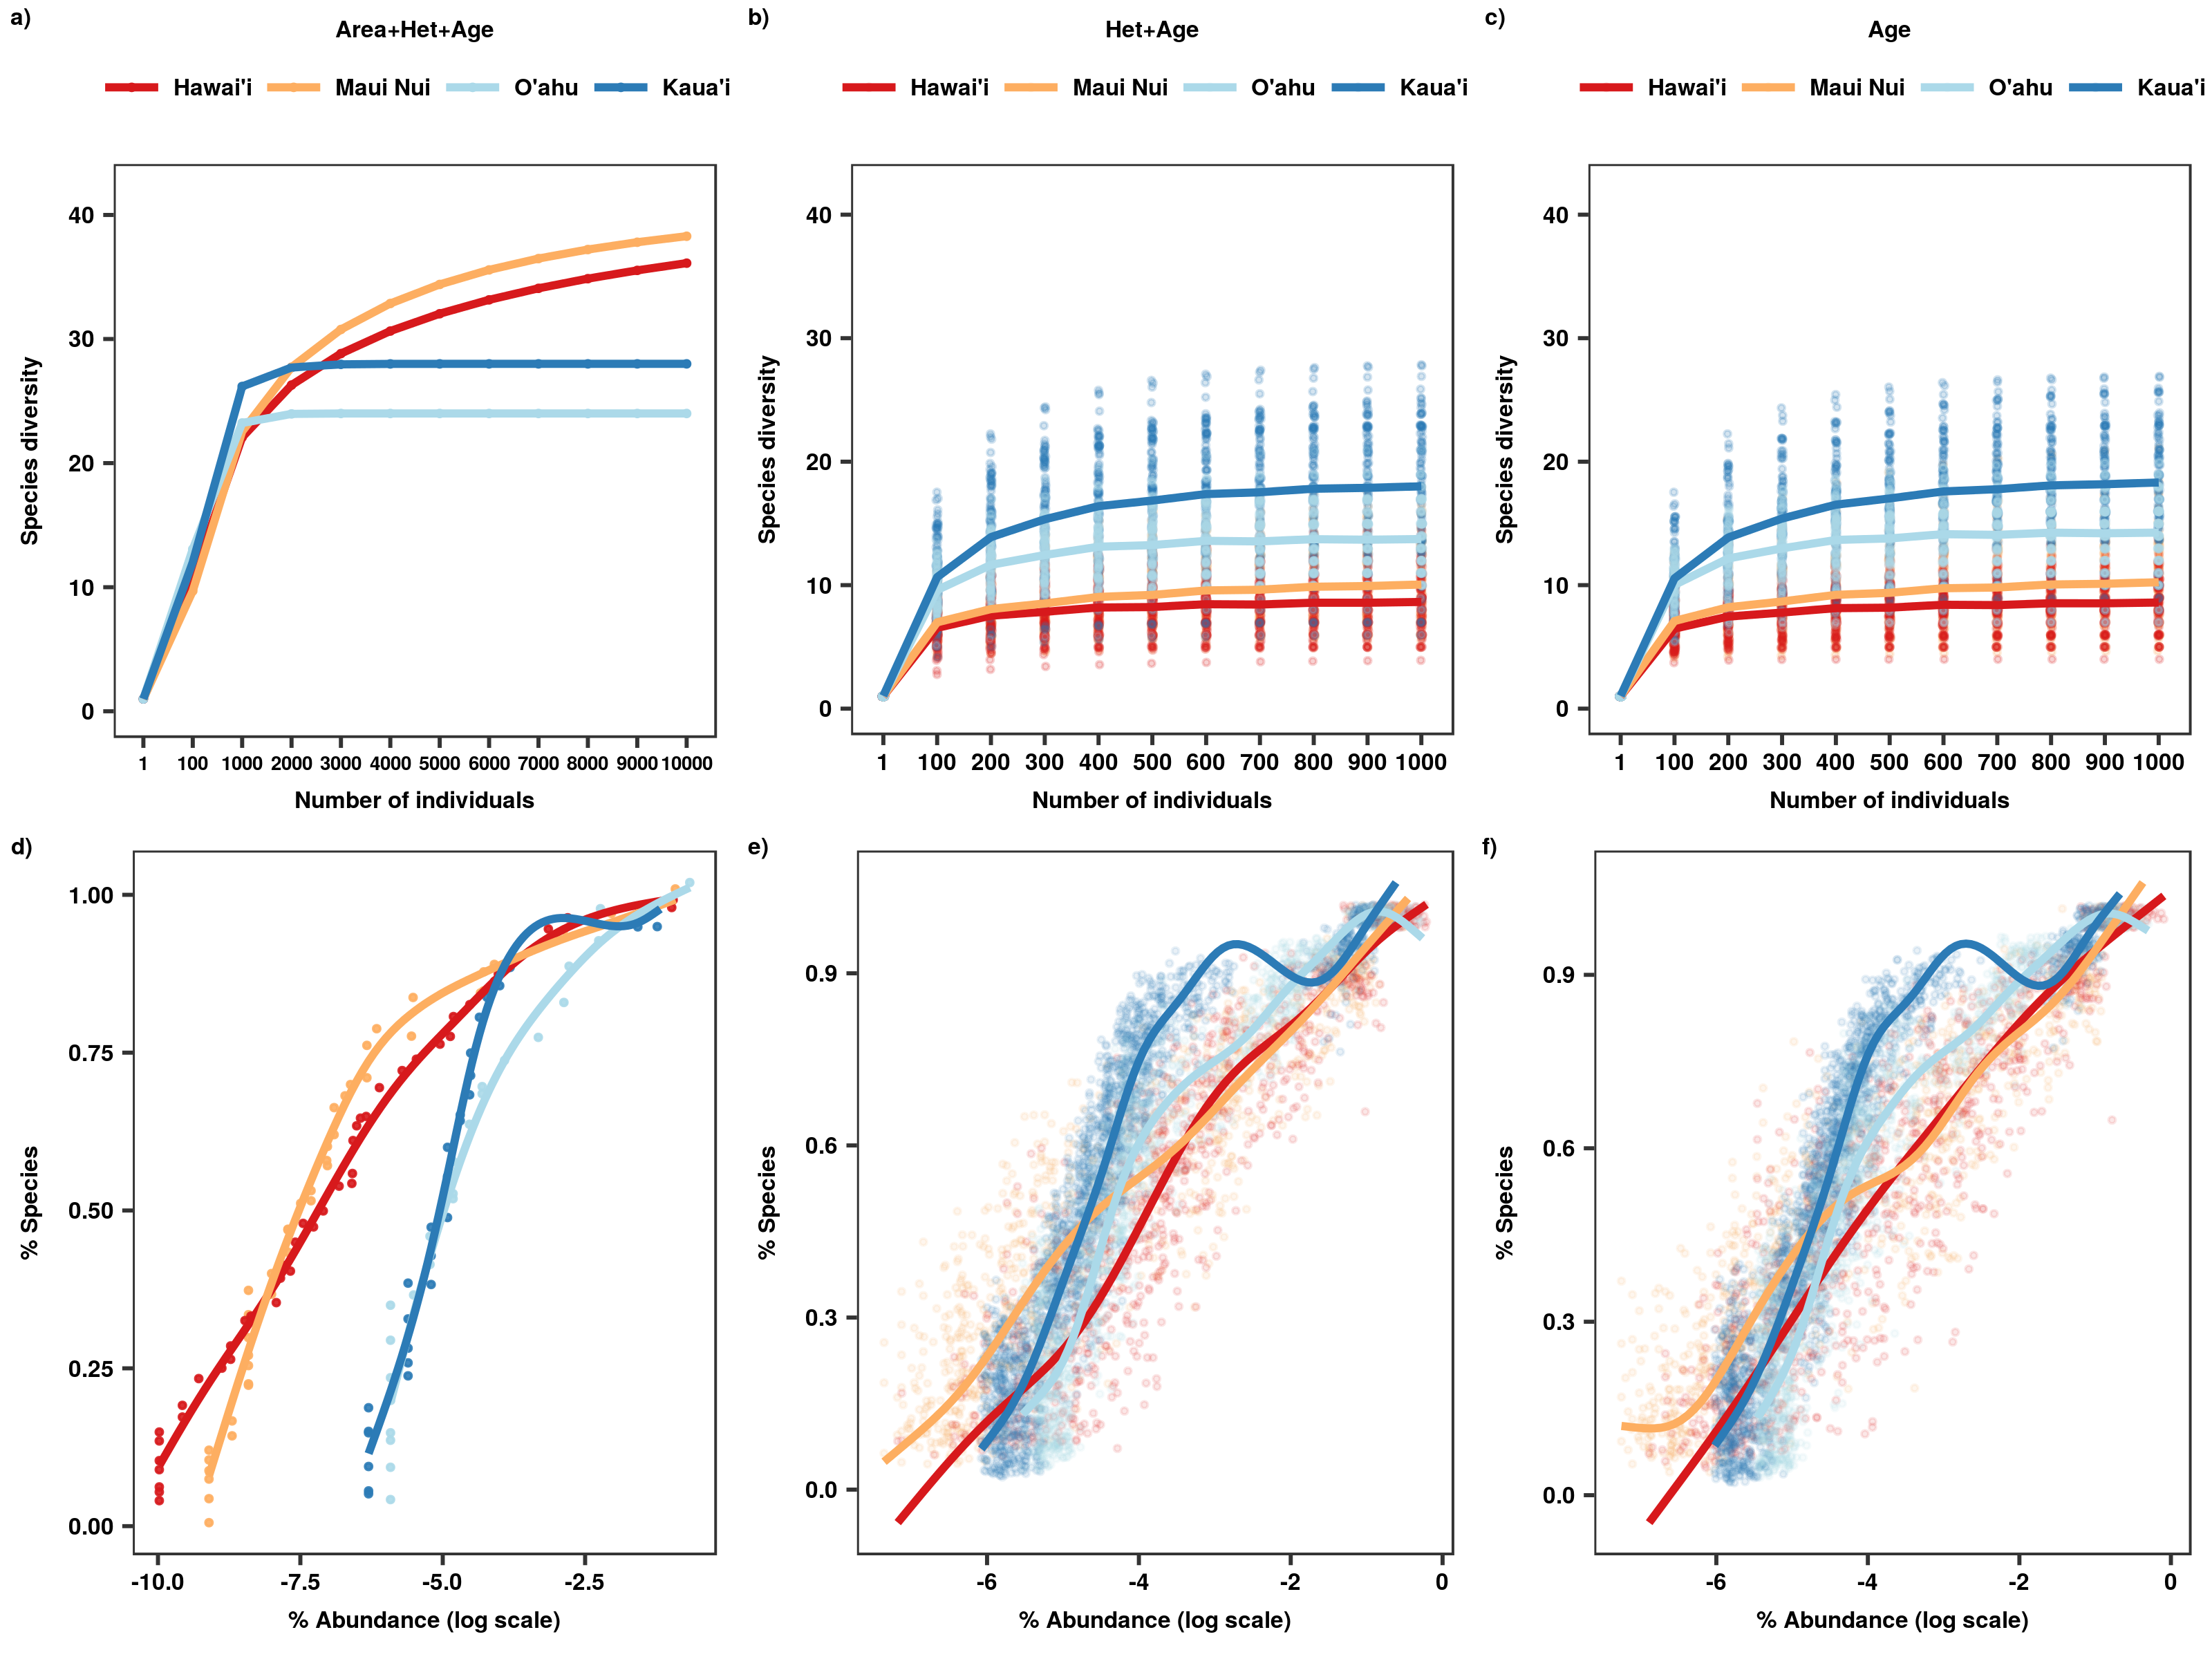 a)
Area+Het+Age
Hawai'i Maui Nui O'ahu Kaua'i
Species diversity
40
30
20
10
0
1 100 1000 2000 3000 4000 5000 6000 7000 8000 9000 10000
Number of individuals
b)
Het+Age
Hawai'i Maui Nui O'ahu Kaua'i
Species diversity
40
30
20
10
0
1 100 200 300 400 500 600 700 800 900 1000
Number of individuals
c)
Age
Hawai'i Maui Nui O'ahu Kaua'i
Species diversity
40
30
20
10
0
1 100 200 300 400 500 600 700 800 900 1000
Number of individuals
d)
% Species
1.00
0.75
0.50
0.25
0.00
-10.0 -7.5 -5.0 -2.5
% Abundance (log scale)
e)
% Species
0.9
0.6
0.3
0.0
-6 -4 -2 0
% Abundance (log scale)
f)
% Species
0.9
0.6
0.3
0.0
-6 -4 -2 0
% Abundance (log scale)